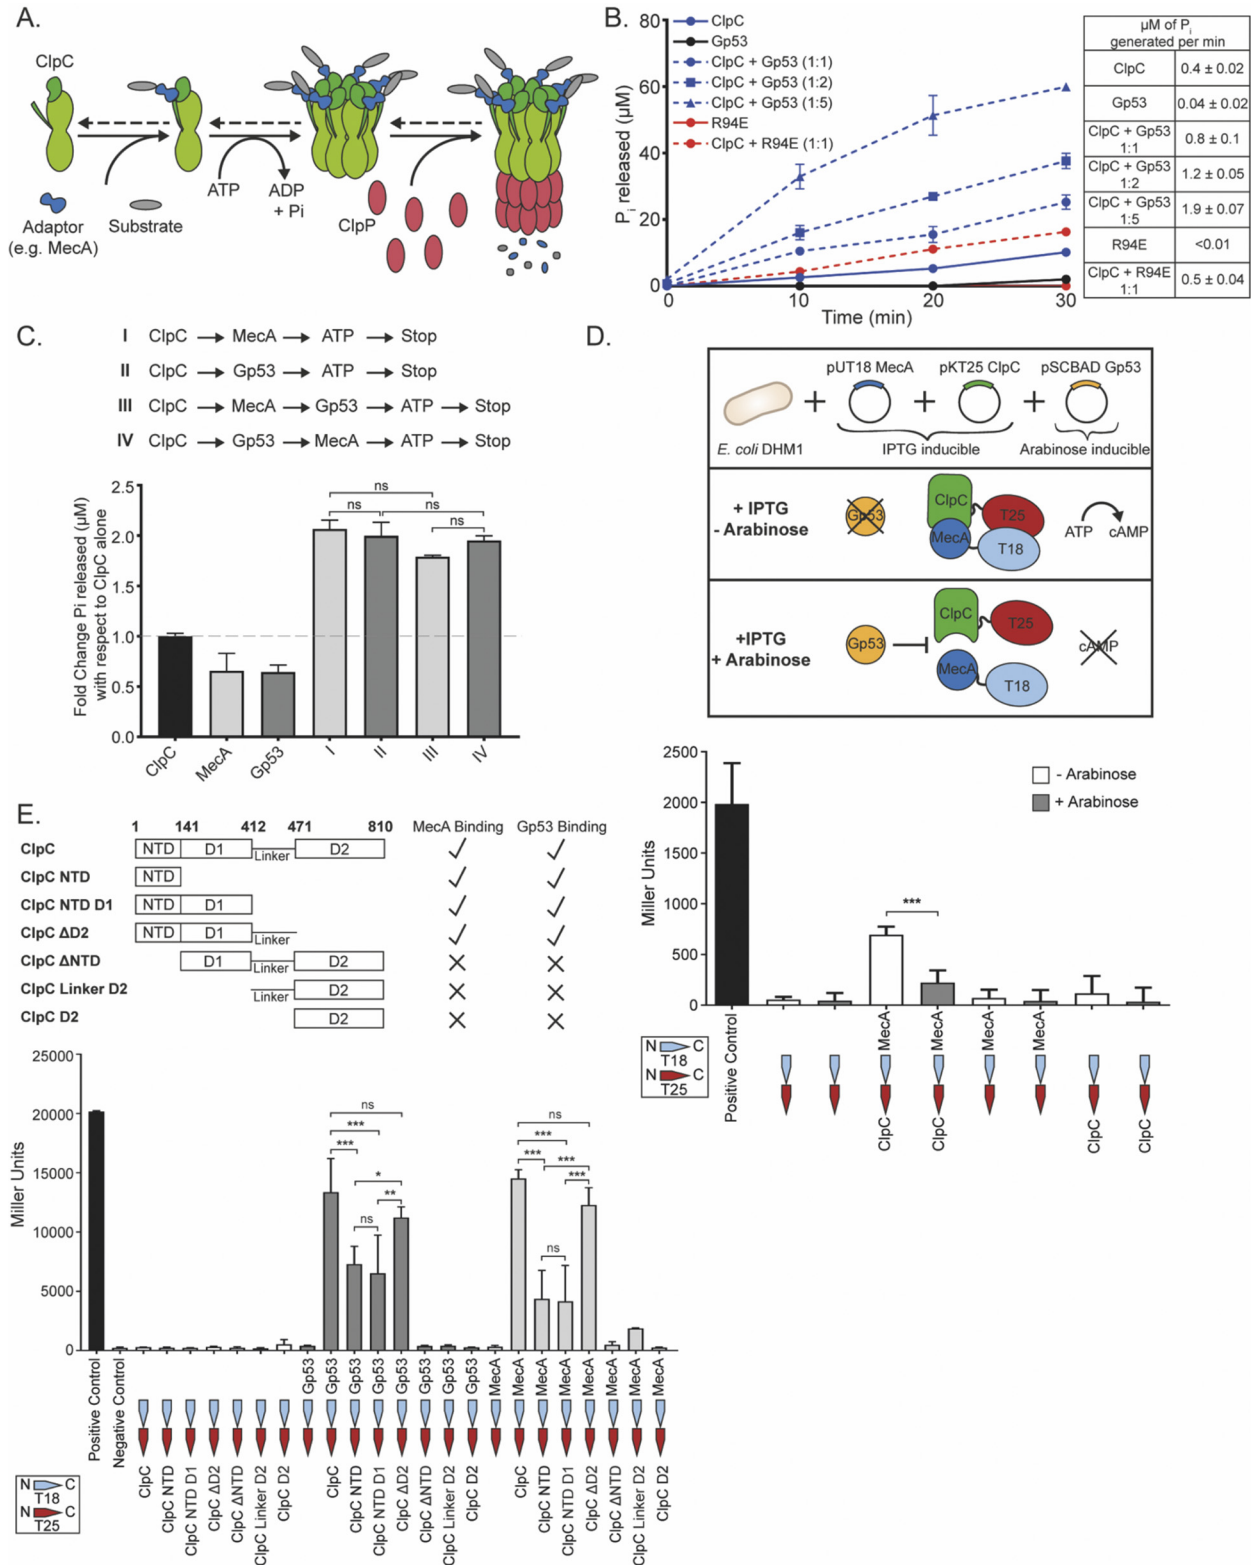 A.
ClpC
ATP
ADP
+ Pi
Adaptor
(e.g. MecA)
Substrate
ClpP
B.
ClpC
Gp53
ClpC + Gp53 (1:1)
ClpC + Gp53 (1:2)
ClpC + Gp53 (1:5)
R94E
ClpC + R94E (1:1)
Pi released (µM)
80
60
40
20
0
0 10 20 30
Time (min)
µM of Pi
generated per min
ClpC 0.4 ± 0.02
Gp53 0.04 ± 0.02
ClpC + Gp53
1:1 0.8 ± 0.1
ClpC + Gp53
1:2 1.2 ± 0.05
ClpC + Gp53
1:5 1.9 ± 0.07
R94E <0.01
ClpC + R94E
1:1 0.5 ± 0.04
C.
I ClpC MecA ATP Stop
II ClpC Gp53 ATP Stop
III ClpC MecA Gp53 ATP Stop
IV ClpC Gp53 MecA ATP Stop
Fold Change Pi released (µM)
with respect to ClpC alone
2.5
2.0
1.5
1.0
0.5
0.0
ns
ns ns
ns
ClpC MecA Gp53 I II III IV
D.
pUT18 MecA pKT25 ClpC pSCBAD Gp53
+ + +
E. coli DHM1 IPTG inducible Arabinose inducible
+ IPTG
- Arabinose
Gp53
ClpC
T25
MecA
T18
ATP cAMP
+IPTG
+ Arabinose
Gp53
ClpC
T25
MecA
T18
cAMP
Miller Units
2500
2000
1500
1000
500
0
- Arabinose
+ Arabinose
***
Positive Control
MecA MecA MecA MecA
ClpC ClpC ClpC ClpC
N C
T18
N C
T25
E.
1 141 412 471 810 MecA Binding Gp53 Binding
ClpC NTD D1 Linker D2
ClpC NTD NTD
ClpC NTD D1 NTD D1
ClpC ΔD2 NTD D1 Linker
ClpC ΔNTD D1 Linker D2
ClpC Linker D2 Linker D2
ClpC D2 D2
Miller Units
25000
20000
15000
10000
5000
0
ns
***
***
*
**
ns
ns
***
*** ***
***
ns
Positive Control Negative Control Gp53 Gp53 Gp53 Gp53 Gp53 Gp53 Gp53 Gp53 MecA MecA MecA MecA MecA MecA MecA MecA
ClpC ClpC NTD ClpC NTD D1 ClpC ΔD2 ClpC ΔNTD ClpC Linker D2 ClpC D2 ClpC ClpC NTD ClpC NTD D1 ClpC ΔD2 ClpC ΔNTD ClpC Linker D2 ClpC D2 ClpC ClpC NTD ClpC NTD D1 ClpC ΔD2 ClpC ΔNTD ClpC Linker D2 ClpC D2
N C
T18
N C
T25